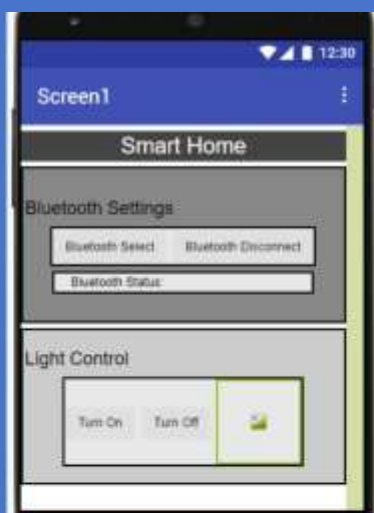 12:30
Screen1
Smart Home
Bluetooth Settings
Bluetooth Select Bluetooth Disconnect
Bluetooth Status
Light Control
Turn On Turn Off